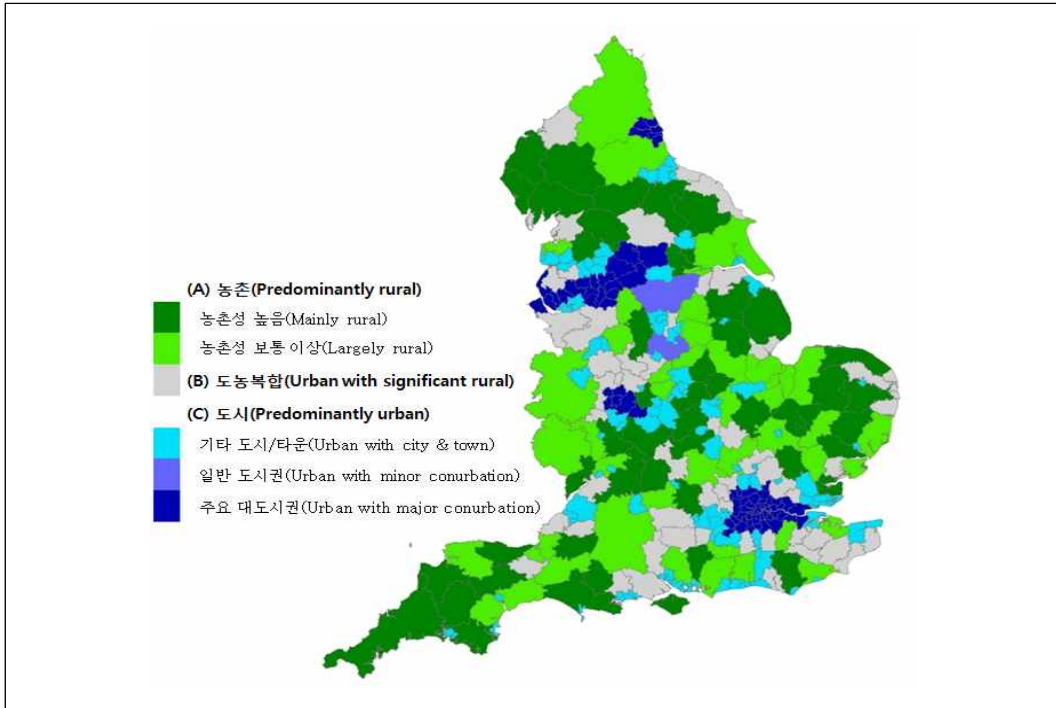 (A) 농촌(Predominantly rural)
농촌성 높음(Mainly rural)
농촌성 보통 이상(Largely rural)
(B) 도농복합(Urban with significant rural)
(C) 도시(Predominantly urban)
기타 도시/타운(Urban with city & town)
일반 도시권(Urban with minor conurbation)
주요 대도시권(Urban with major conurbation)